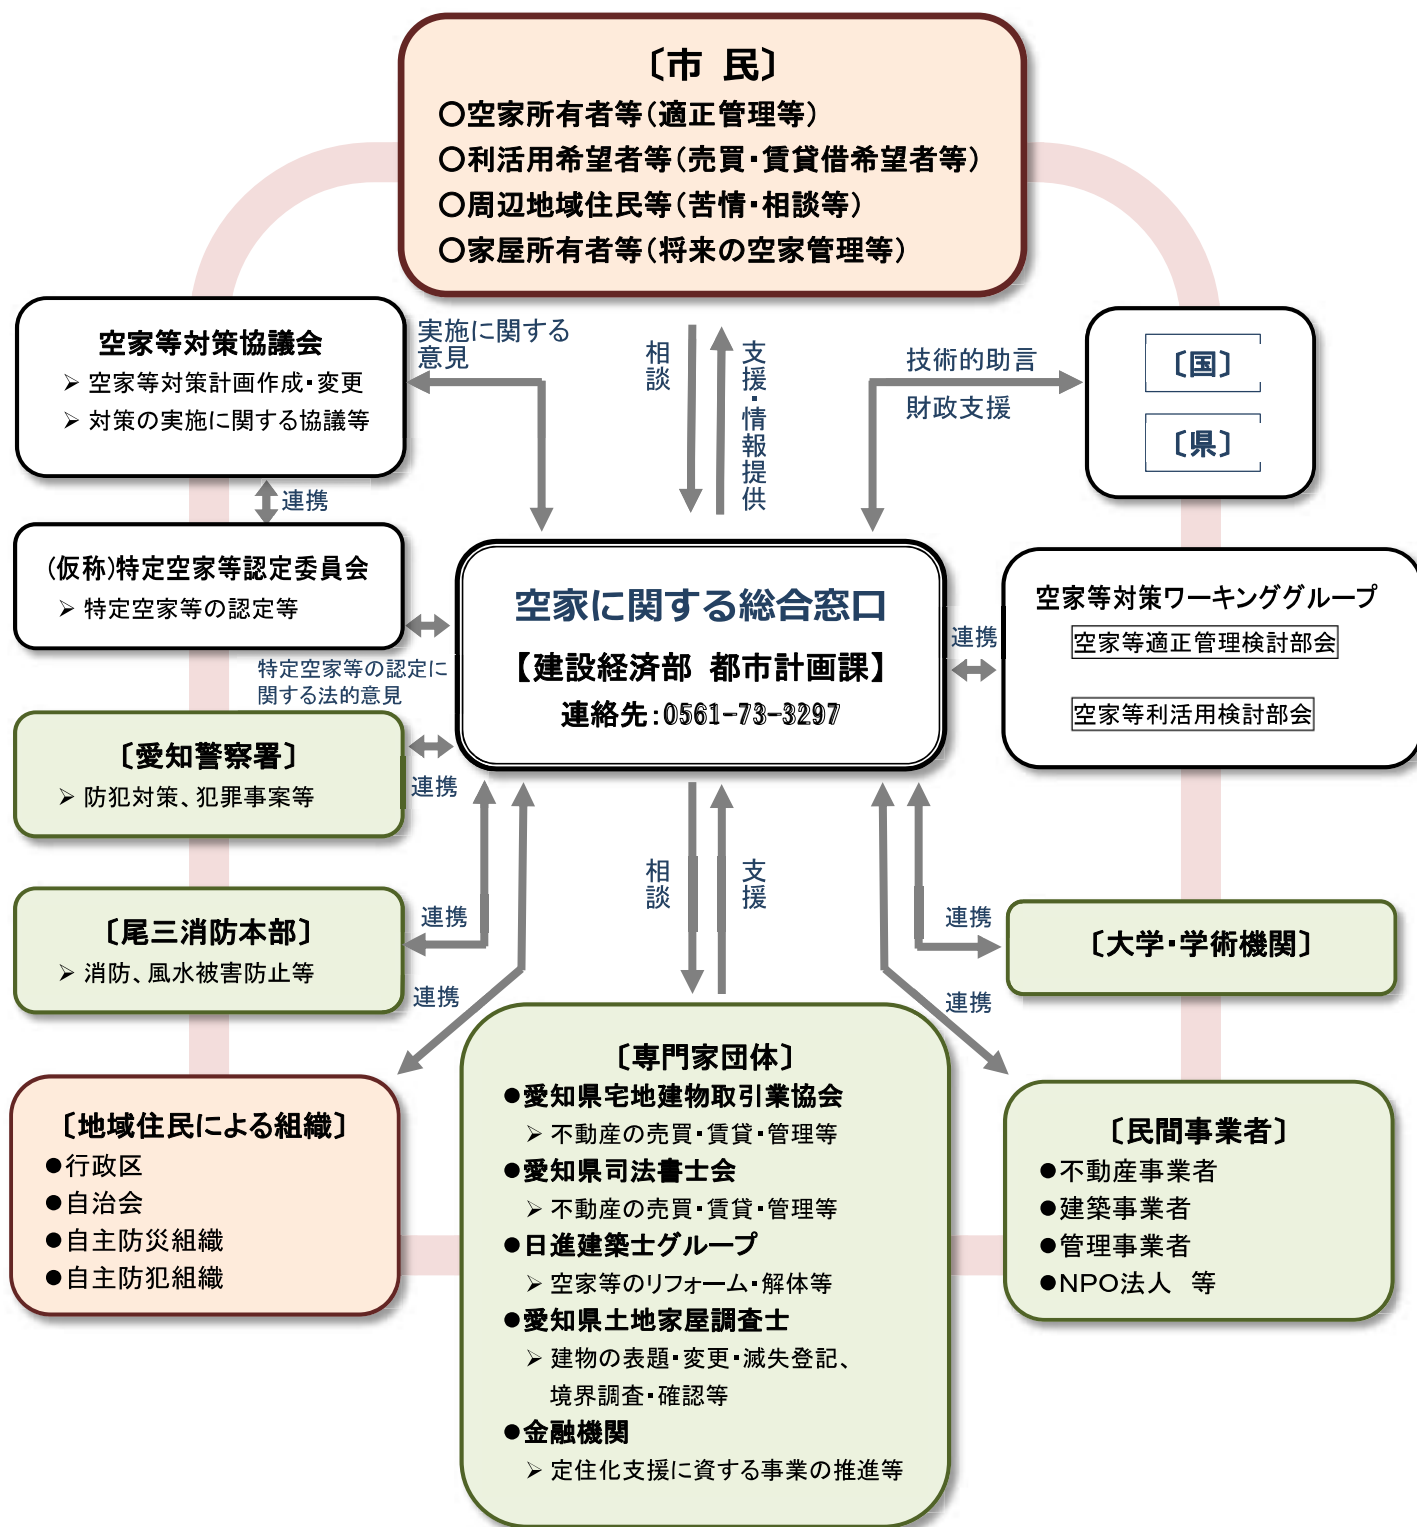 〔市 民〕
○空家所有者等（適正管理等）
○利活用希望者等（売買・賃貸借希望者等）
○周辺地域住民等（苦情・相談等）
○家屋所有者等（将来の空家管理等）
空家等対策協議会
➢ 空家等対策計画作成・変更
➢ 対策の実施に関する協議等
実施に関する
意見
相談
支援・情報提供
技術的助言
財政支援
〔国〕
〔県〕
連携
(仮称)特定空家等認定委員会
➢ 特定空家等の認定等
特定空家等の認定に
関する法的意見
空家に関する総合窓口
【建設経済部 都市計画課】
連絡先：0561-73-3297
連携
空家等対策ワーキンググループ
空家等適正管理検討部会
空家等利活用検討部会
〔愛知警察署〕
➢ 防犯対策、犯罪事案等
連携
〔尾三消防本部〕
➢ 消防、風水被害防止等
連携
連携
相談
支援
連携
連携
〔大学・学術機関〕
〔地域住民による組織〕
●行政区
●自治会
●自主防災組織
●自主防犯組織
〔専門家団体〕
●愛知県宅地建物取引業協会
➢ 不動産の売買・賃貸・管理等
●愛知県司法書士会
➢ 不動産の売買・賃貸・管理等
●日進建築士グループ
➢ 空家等のリフォーム・解体等
●愛知県土地家屋調査士
➢ 建物の表題・変更・滅失登記、
境界調査・確認等
●金融機関
➢ 定住化支援に資する事業の推進等
〔民間事業者〕
●不動産事業者
●建築事業者
●管理事業者
●NPO法人 等